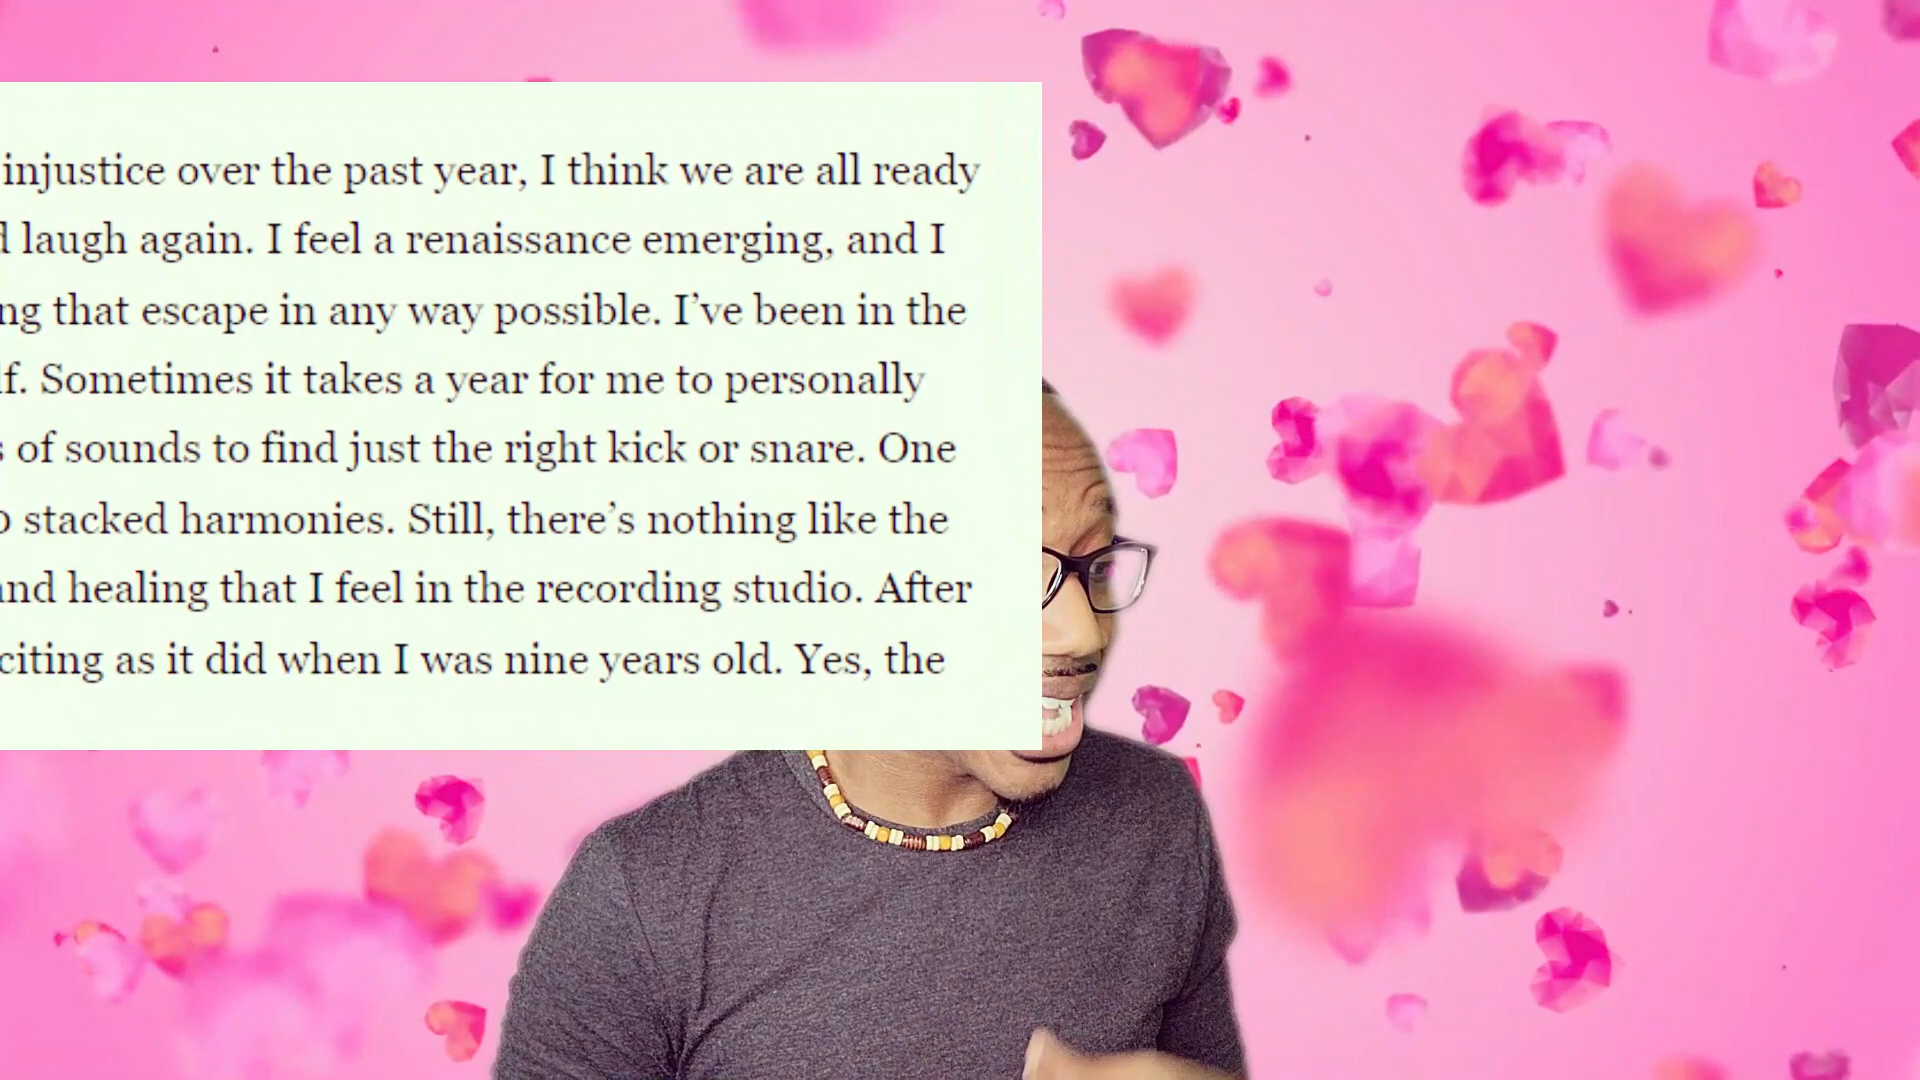 injustice over the past year, I think we are all ready
laugh again. I feel a renaissance emerging, and I
that escape in any way possible. I’ve been in the
Sometimes it takes a year for me to personally
of sounds to find just the right kick or snare. One
stacked harmonies. Still, there’s nothing like the
and healing that I feel in the recording studio. After
as it did when I was nine years old. Yes, the